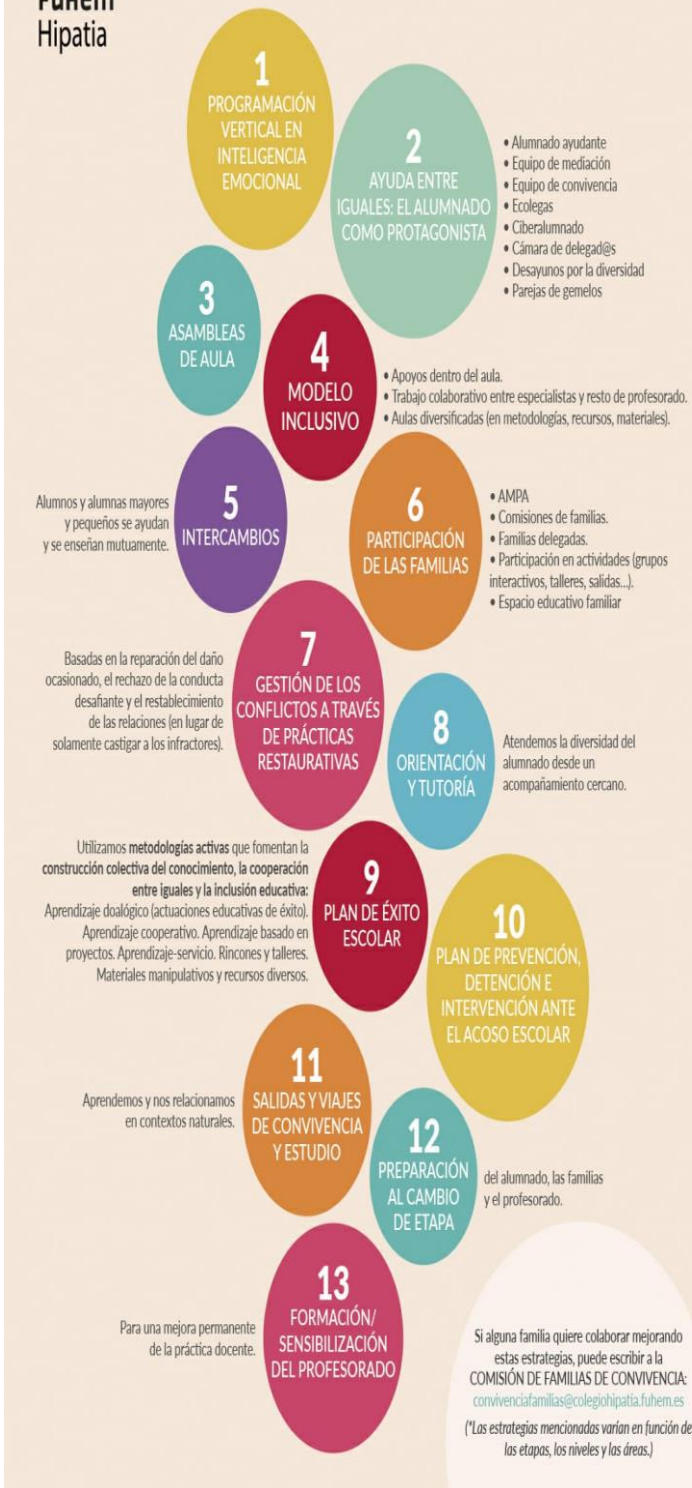 Fuhem
Hipatia
1
PROGRAMACIÓN
VERTICAL EN
INTELIGENCIA
EMOCIONAL
2
AYUDA ENTRE
IGUALES: EL ALUMNADO
COMO PROTAGONISTA
• Alumnado ayudante
• Equipo de mediación
• Equipo de convivencia
• Ecolegas
• Ciberalumnado
• Cámara de delegad@s
• Desayunos por la diversidad
• Parejas de gemelos
3
ASAMBLEAS
DE AULA
4
MODELO
INCLUSIVO
• Apoyos dentro del aula.
• Trabajo colaborativo entre especialistas y resto de profesorado.
• Aulas diversificadas (en metodologías, recursos, materiales).
5
INTERCAMBIOS
Alumnos y alumnas mayores
y pequeños se ayudan
y se enseñan mutuamente.
6
PARTICIPACIÓN
DE LAS FAMILIAS
• AMPA
• Comisiones de familias.
• Familias delegadas.
• Participación en actividades (grupos
interactivos, talleres, salidas...).
• Espacio educativo familiar
7
GESTIÓN DE LOS
CONFLICTOS A TRAVÉS
DE PRÁCTICAS
RESTAURATIVAS
Basadas en la reparación del daño
ocasionado, el rechazo de la conducta
desafiante y el restablecimiento
de las relaciones (en lugar de
solamente castigar a los infractores).
8
ORIENTACIÓN
Y TUTORÍA
Atendemos la diversidad del
alumnado desde un
acompañamiento cercano.
9
PLAN DE ÉXITO
ESCOLAR
Utilizamos metodologías activas que fomentan la
construcción colectiva del conocimiento, la cooperación
entre iguales y la inclusión educativa:
Aprendizaje doalógico (actuaciones educativas de éxito).
Aprendizaje cooperativo. Aprendizaje basado en
proyectos. Aprendizaje-servicio. Rincones y talleres.
Materiales manipulativos y recursos diversos.
10
PLAN DE PREVENCIÓN,
DETENCIÓN E
INTERVENCIÓN ANTE
EL ACOSO ESCOLAR
11
SALIDAS Y VIAJES
DE CONVIVENCIA
Y ESTUDIO
Aprendemos y nos relacionamos
en contextos naturales.
12
PREPARACIÓN
AL CAMBIO
DE ETAPA
del alumnado, las familias
y el profesorado.
13
FORMACIÓN/
SENSIBILIZACIÓN
DEL PROFESORADO
Para una mejora permanente
de la práctica docente.
Si alguna familia quiere colaborar mejorando
estas estrategias, puede escribir a la
COMISIÓN DE FAMILIAS DE CONVIVENCIA:
convivenciafamilias@colegiohipatia.fuhem.es
(*Las estrategias mencionadas varían en función de
las etapas, los niveles y las áreas.)